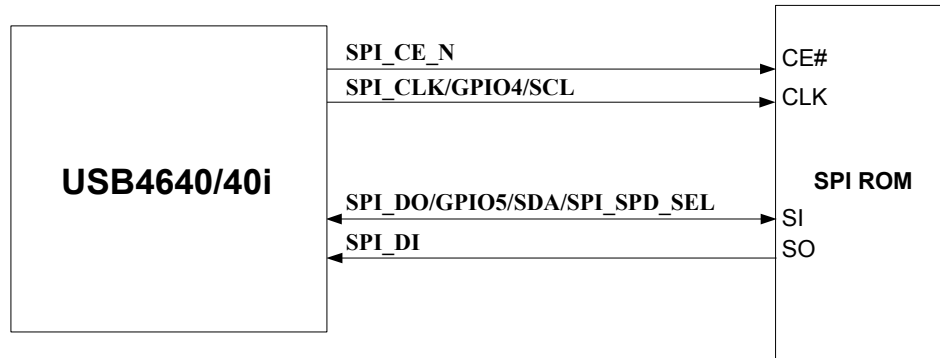 SPI_CE_N
CE#
SPI_CLK/GPIO4/SCL
CLK
USB4640/40i
SPI ROM
SPI_DO/GPIO5/SDA/SPI_SPD_SEL
SI
SPI_DI
SO